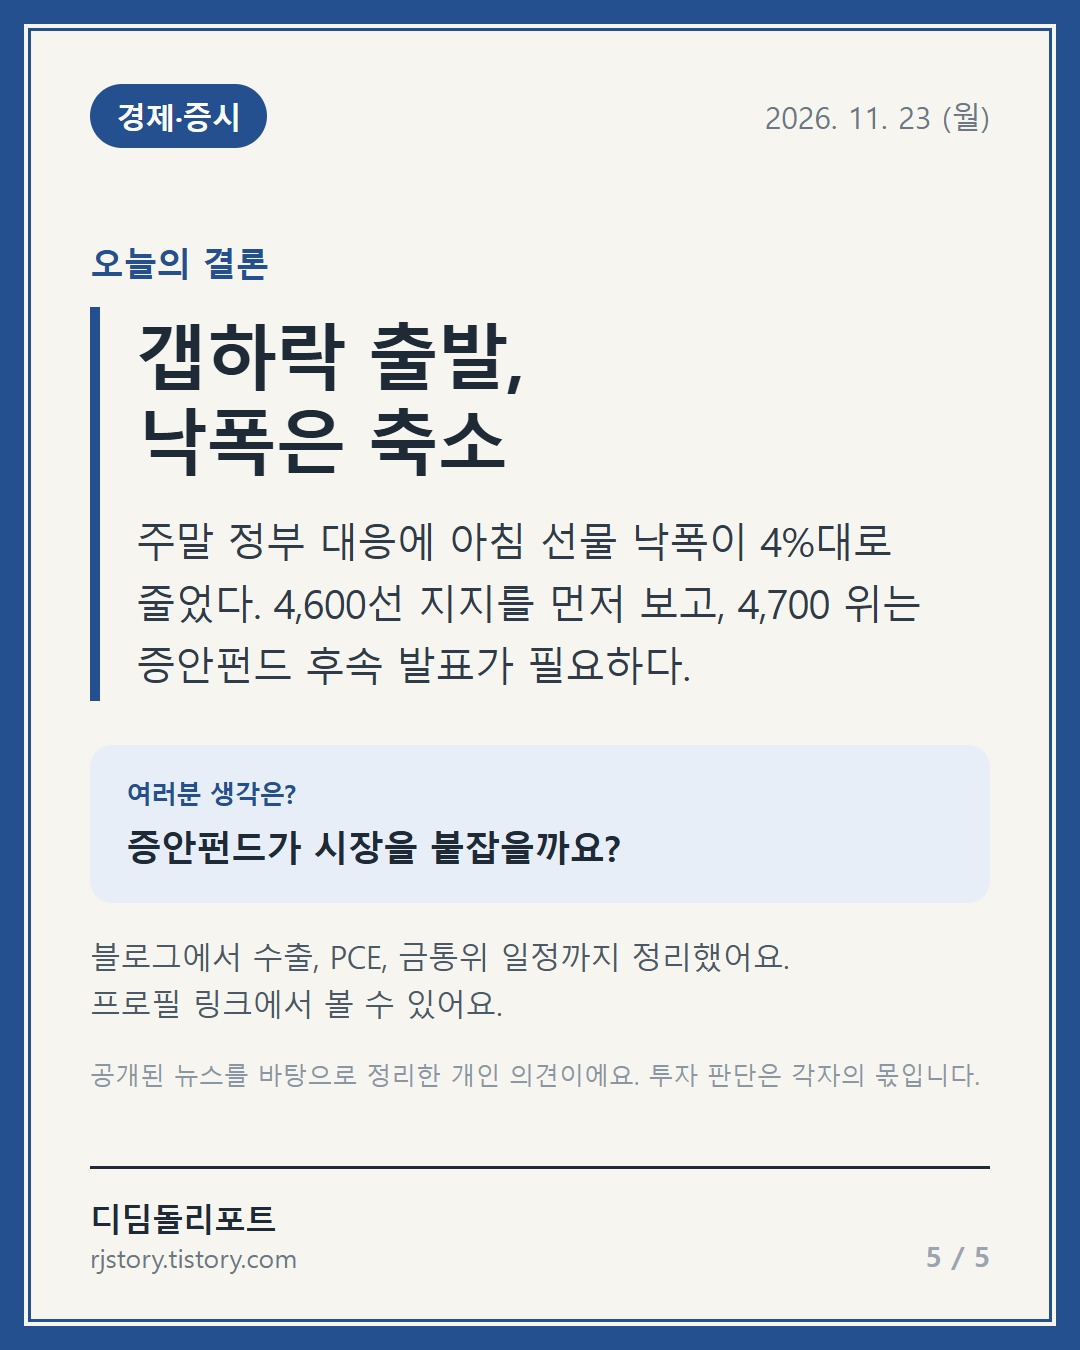 경제·증시
2026. 11. 23 (월)
오늘의 결론
갭하락 출발,
낙폭은 축소
주말 정부 대응에 아침 선물 낙폭이 4%대로
줄었다. 4,600선 지지를 먼저 보고, 4,700 위는
증안펀드 후속 발표가 필요하다.
여러분 생각은?
증안펀드가 시장을 붙잡을까요?
블로그에서 수출, PCE, 금통위 일정까지 정리했어요.
프로필 링크에서 볼 수 있어요.
공개된 뉴스를 바탕으로 정리한 개인 의견이에요. 투자 판단은 각자의 몫입니다.
디딤돌리포트
rjstory.tistory.com
5 / 5